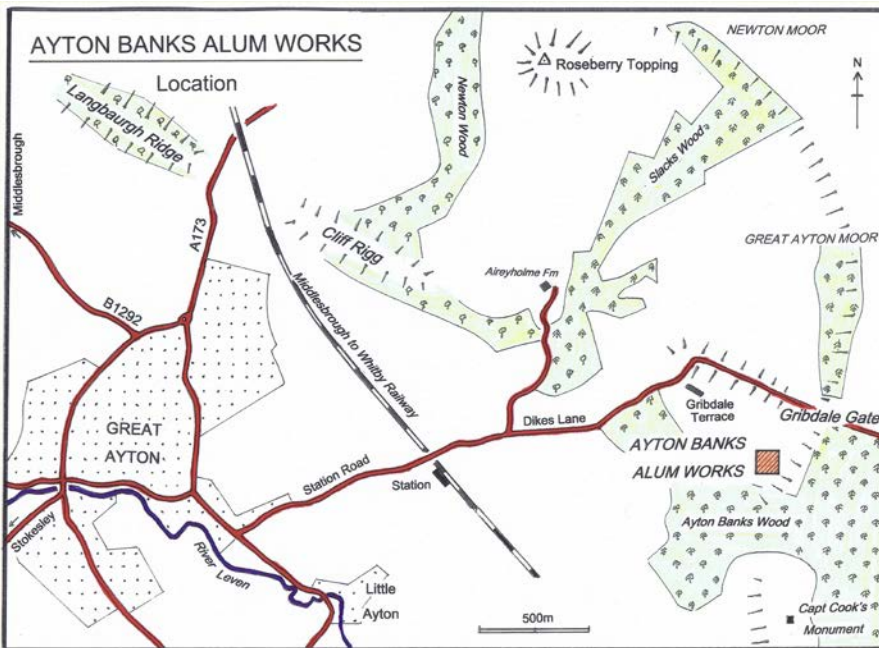 AYTON BANKS ALUM WORKS
Location
NEWTON MOOR
N
Roseberry Topping
Newton Wood
Langbaurgh Ridge
Slacks Wood
Middlesbrough
A173
Cliff Rigg
GREAT AYTON MOOR
Aireyholme Fm
B1292
Middlesbrough to Whitby Railway
Gribdale
Terrace
Gribdale Gate
Dikes Lane
GREAT
AYTON
AYTON BANKS
ALUM WORKS
Station Road
Station
Stokesley
River Leven
Ayton Banks Wood
Little
Ayton
500m
Capt Cook's
Monument